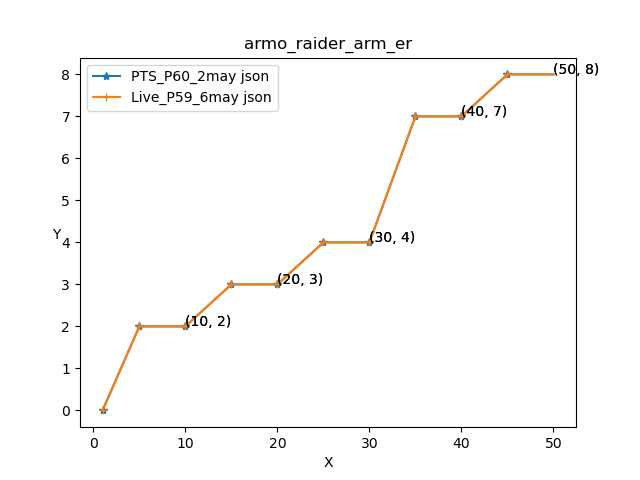 armo_raider_arm_er
PTS_P60_2may json
Live_P59_6may json
Y
8
7
6
5
4
3
2
1
0
(50, 8)
(40, 7)
(30, 4)
(20, 3)
(10, 2)
0 10 20 30 40 50
X